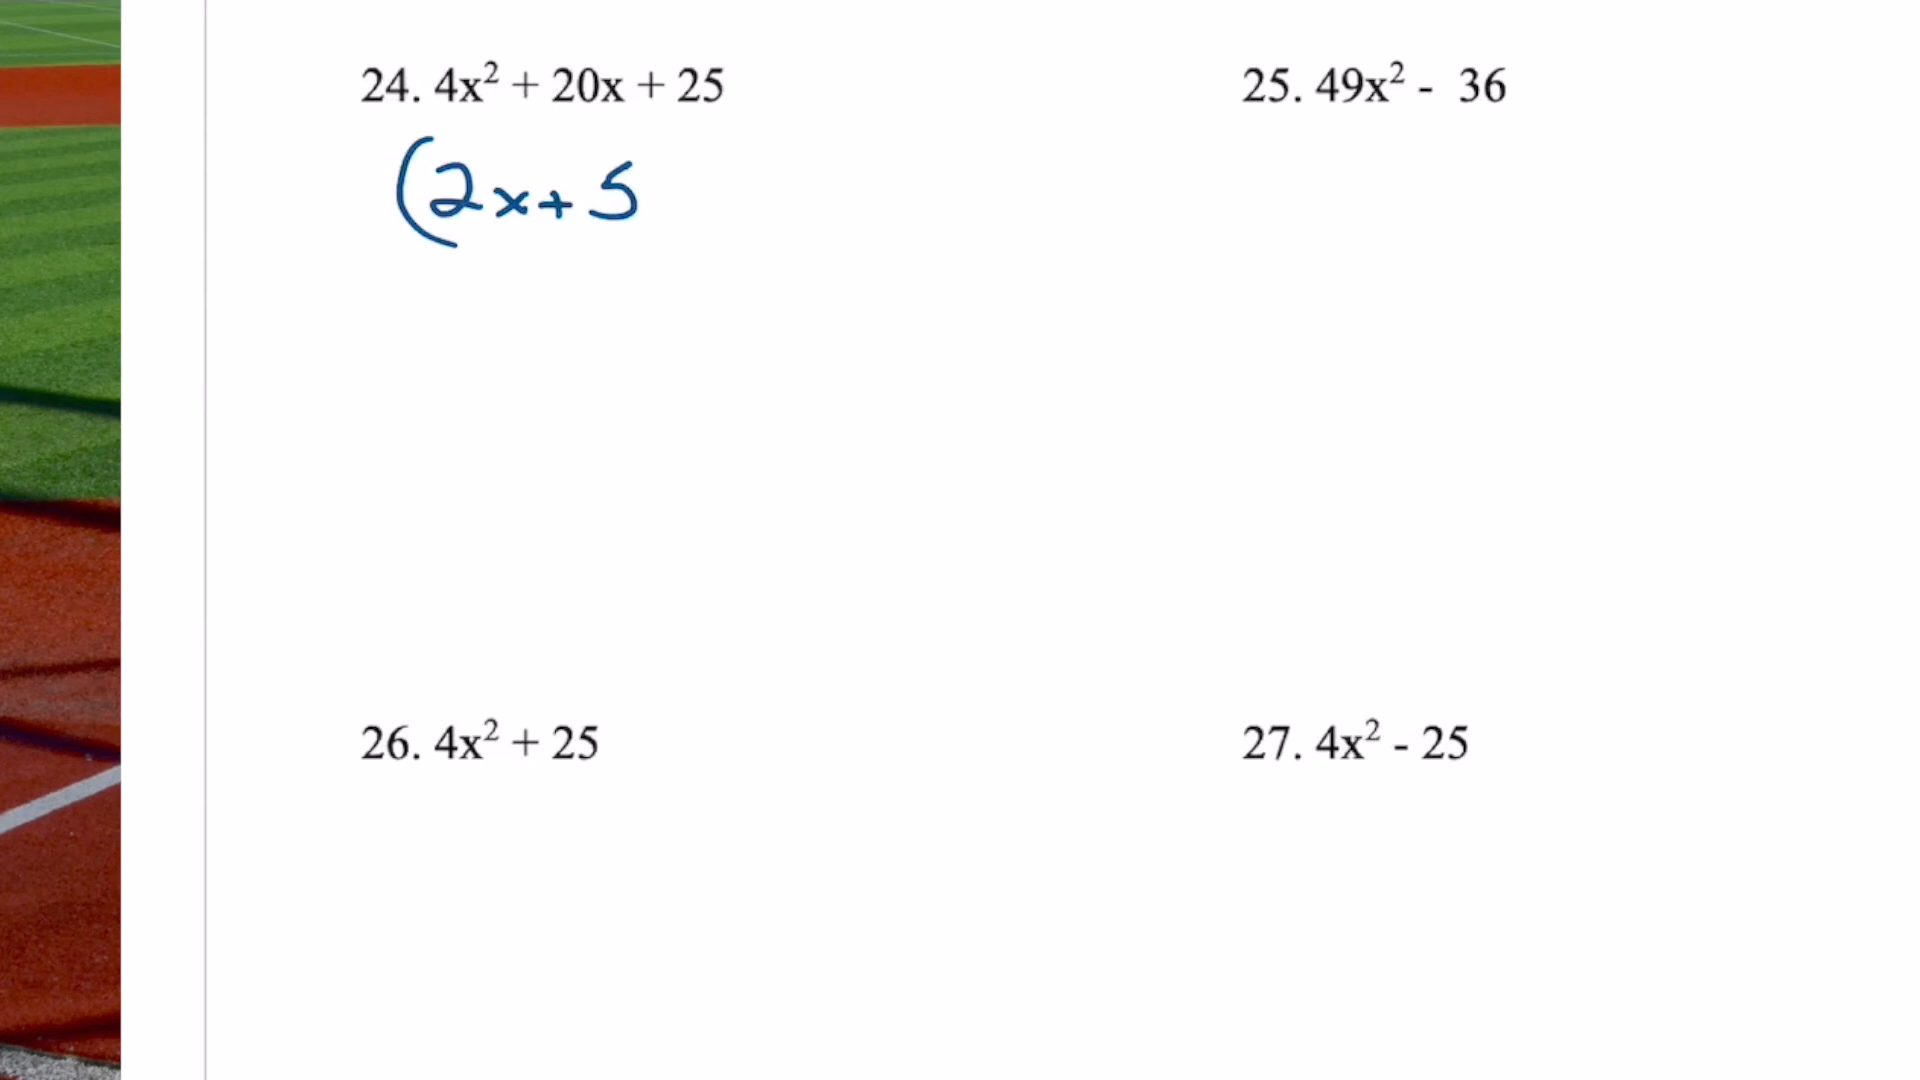 24. 4x² + 20x + 25
(2x+5
25. 49x² - 36
26. 4x² + 25
27. 4x² - 25